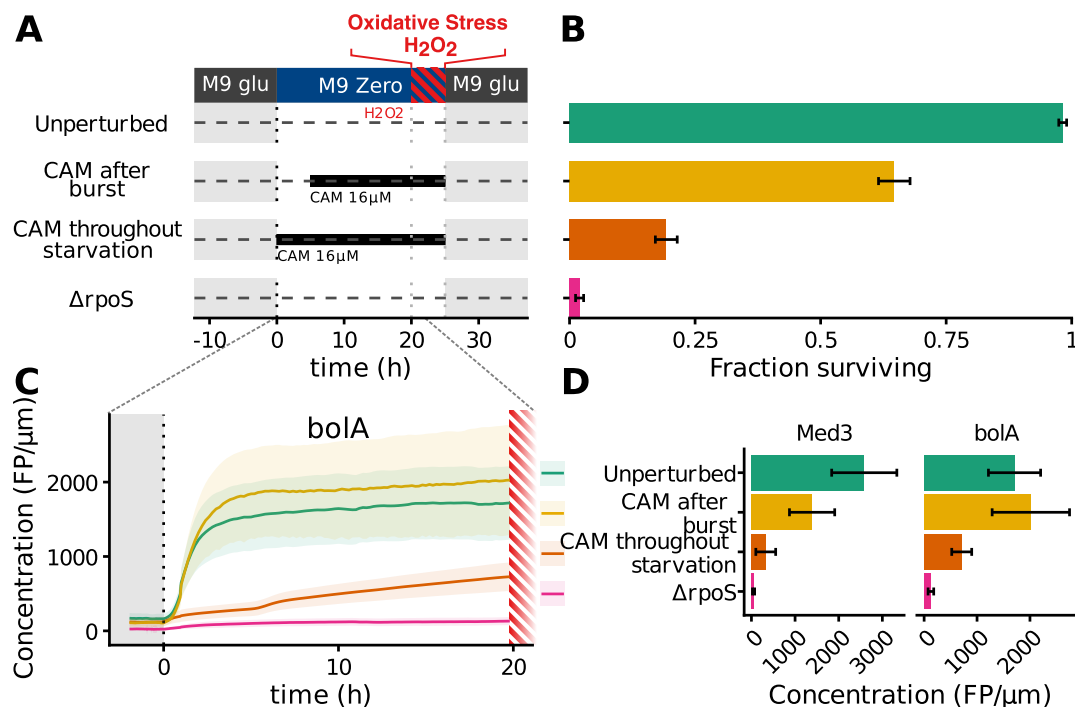 A
Oxidative Stress
H₂O₂
M9 glu
M9 Zero
M9 glu
H2O2
Unperturbed
CAM after
burst
CAM 16μM
CAM throughout
starvation
CAM 16μM
ΔrpoS
-10
0
10
20
30
time (h)
B
0
0.25
0.5
0.75
1
Fraction surviving
C
bolA
Concentration (FP/μm)
2000
1000
0
0
10
20
time (h)
D
Med3
bolA
Unperturbed
CAM after
burst
CAM throughout
starvation
ΔrpoS
0
1000
2000
3000
0
1000
2000
Concentration (FP/μm)